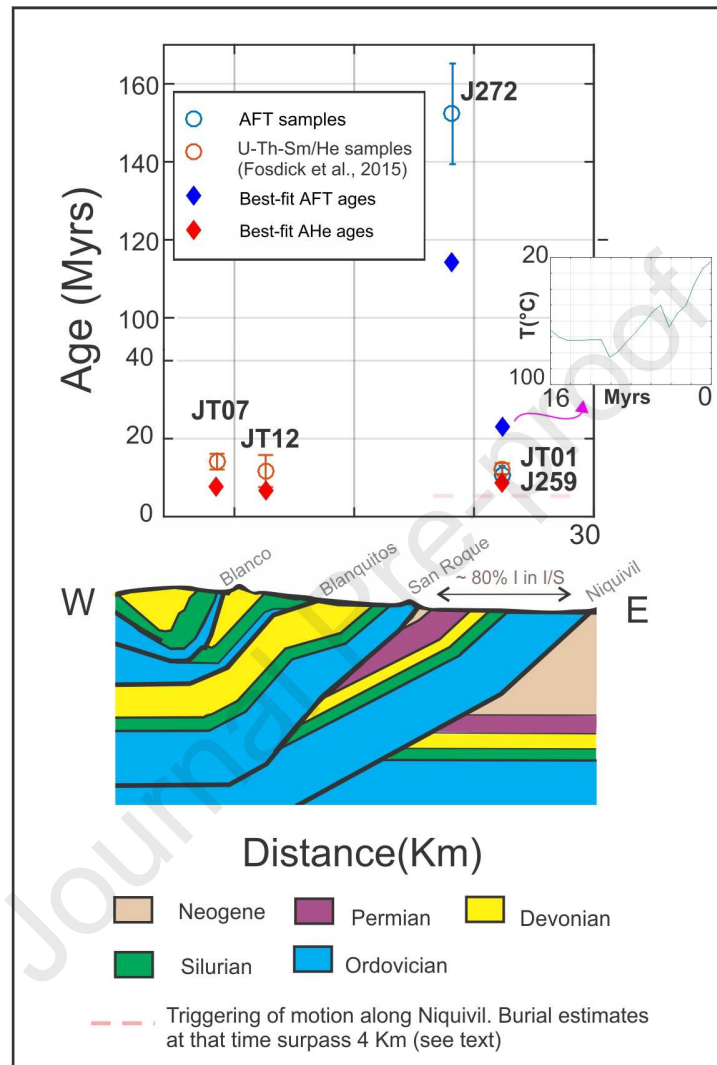 160
140
120
100
40
20
0
Age (Myrs)
AFT samples
U-Th-Sm/He samples
(Fosdick et al., 2015)
Best-fit AFT ages
Best-fit AHe ages
J272
JT07
JT12
JT01
J259
30
20
T(°C)
100
16
Myrs
0
W
Blanco
Blanquitos
San Roque
~ 80% I in I/S
Niquivil
E
Distance(Km)
Neogene
Permian
Devonian
Silurian
Ordovician
Triggering of motion along Niquivil. Burial estimates
at that time surpass 4 Km (see text)
Journal Pre-proof